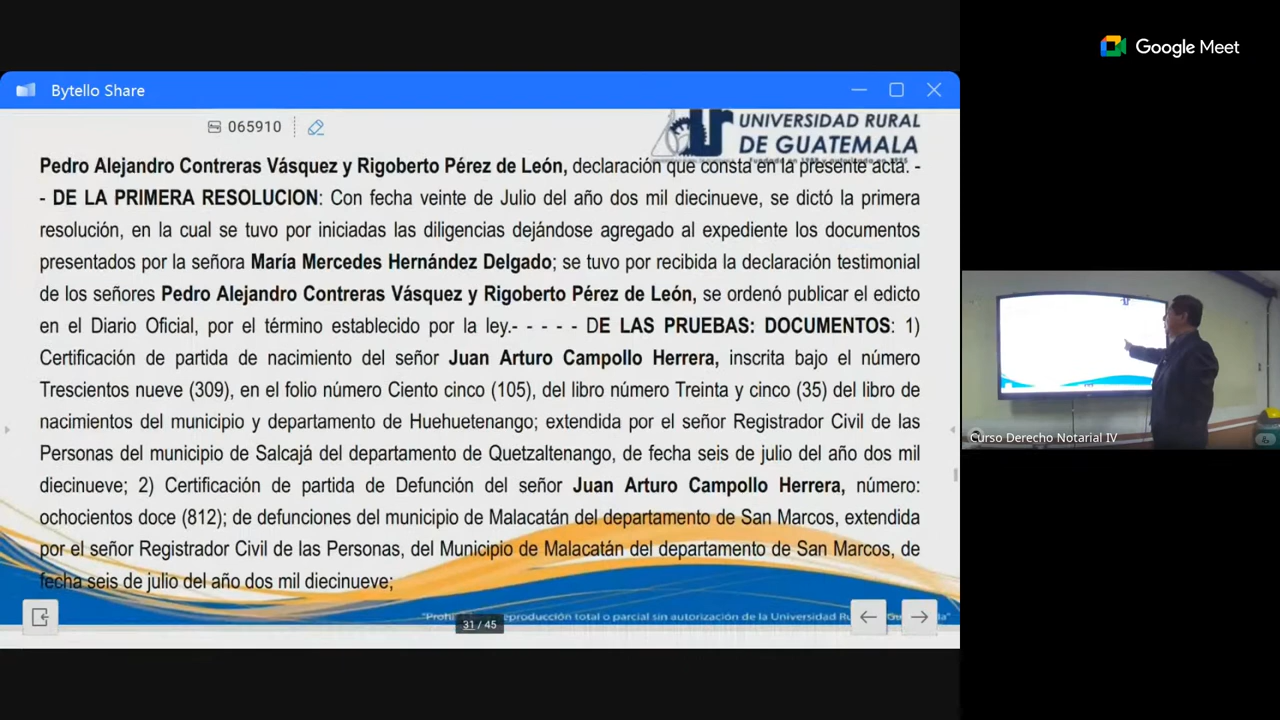 Google Meet
Bytello Share
065910
UNIVERSIDAD RURAL
DE GUATEMALA
Pedro Alejandro Contreras Vásquez y Rigoberto Pérez de León, declaración que consta en la presente acta. -
- DE LA PRIMERA RESOLUCION: Con fecha veinte de Julio del año dos mil diecinueve, se dictó la primera
resolución, en la cual se tuvo por iniciadas las diligencias dejándose agregado al expediente los documentos
presentados por la señora María Mercedes Hernández Delgado; se tuvo por recibida la declaración testimonial
de los señores Pedro Alejandro Contreras Vásquez y Rigoberto Pérez de León, se ordenó publicar el edicto
en el Diario Oficial, por el término establecido por la ley.- - - - - DE LAS PRUEBAS: DOCUMENTOS: 1)
Certificación de partida de nacimiento del señor Juan Arturo Campollo Herrera, inscrita bajo el número
Trescientos nueve (309), en el folio número Ciento cinco (105), del libro número Treinta y cinco (35) del libro de
nacimientos del municipio y departamento de Huehuetenango; extendida por el señor Registrador Civil de las
Personas del municipio de Salcajá del departamento de Quetzaltenango, de fecha seis de julio del año dos mil
diecinueve; 2) Certificación de partida de Defunción del señor Juan Arturo Campollo Herrera, número:
ochocientos doce (812); de defunciones del municipio de Malacatán del departamento de San Marcos, extendida
por el señor Registrador Civil de las Personas, del Municipio de Malacatán del departamento de San Marcos, de
fecha seis de julio del año dos mil diecinueve;
reproducción total o parcial sin autorización de la Universidad
31 / 45
Curso Derecho Notarial IV